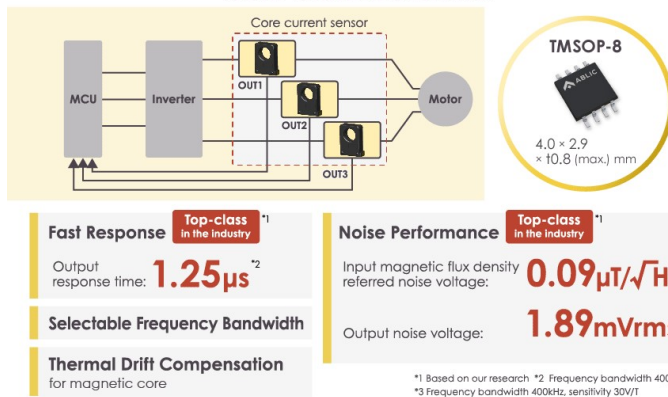 Core current sensor
MCU
Inverter
OUT1
OUT2
OUT3
Motor
TMSOP-8
ABLIC
4.0 × 2.9
× t0.8 (max.) mm
Fast Response Top-class in the industry *1
Output
response time: 1.25μs *2
Selectable Frequency Bandwidth
Thermal Drift Compensation
for magnetic core
Noise Performance Top-class in the industry *1
Input magnetic flux density
referred noise voltage: 0.09μT/√H
Output noise voltage: 1.89mVrm
*1 Based on our research *2 Frequency bandwidth 400
*3 Frequency bandwidth 400kHz, sensitivity 30V/T